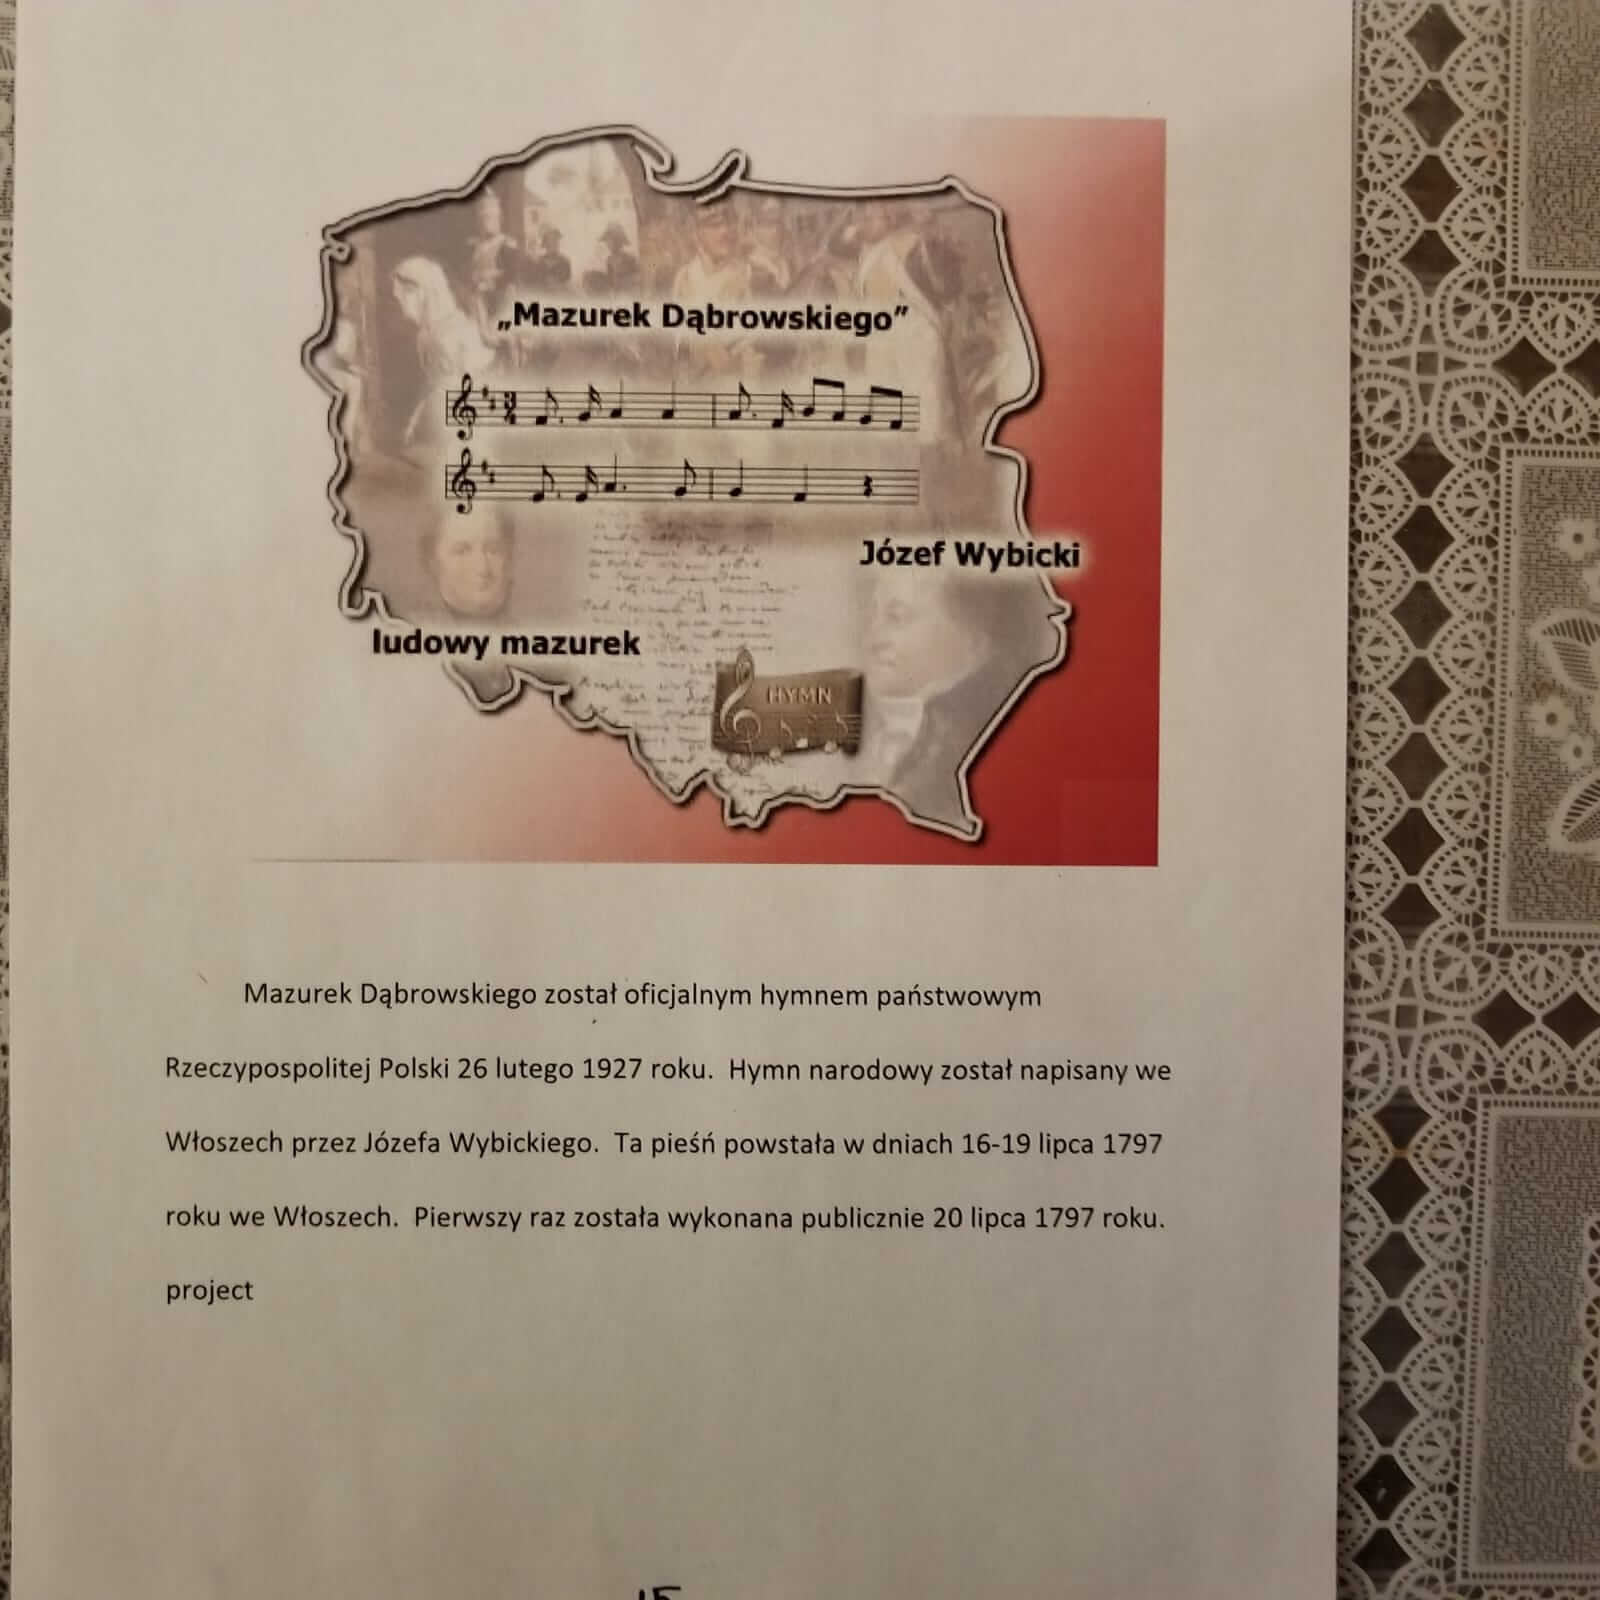 „Mazurek Dąbrowskiego”
Józef Wybicki
ludowy mazurek
HYMN
Mazurek Dąbrowskiego został oficjalnym hymnem państwowym
Rzeczypospolitej Polski 26 lutego 1927 roku. Hymn narodowy został napisany we
Włoszech przez Józefa Wybickiego. Ta pieśń powstała w dniach 16-19 lipca 1797
roku we Włoszech. Pierwszy raz została wykonana publicznie 20 lipca 1797 roku.
project